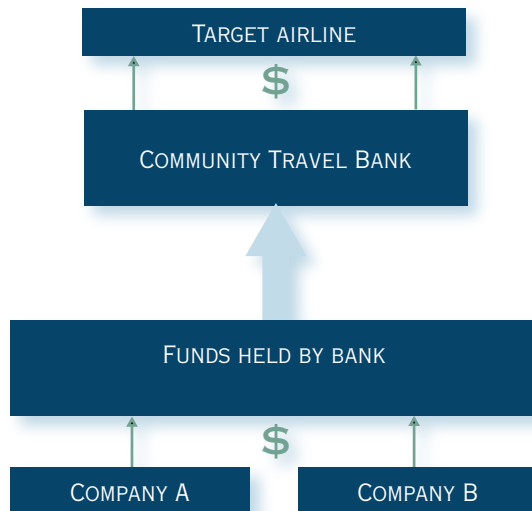 TARGET AIRLINE
$
COMMUNITY TRAVEL BANK
FUNDS HELD BY BANK
$
COMPANY A
COMPANY B